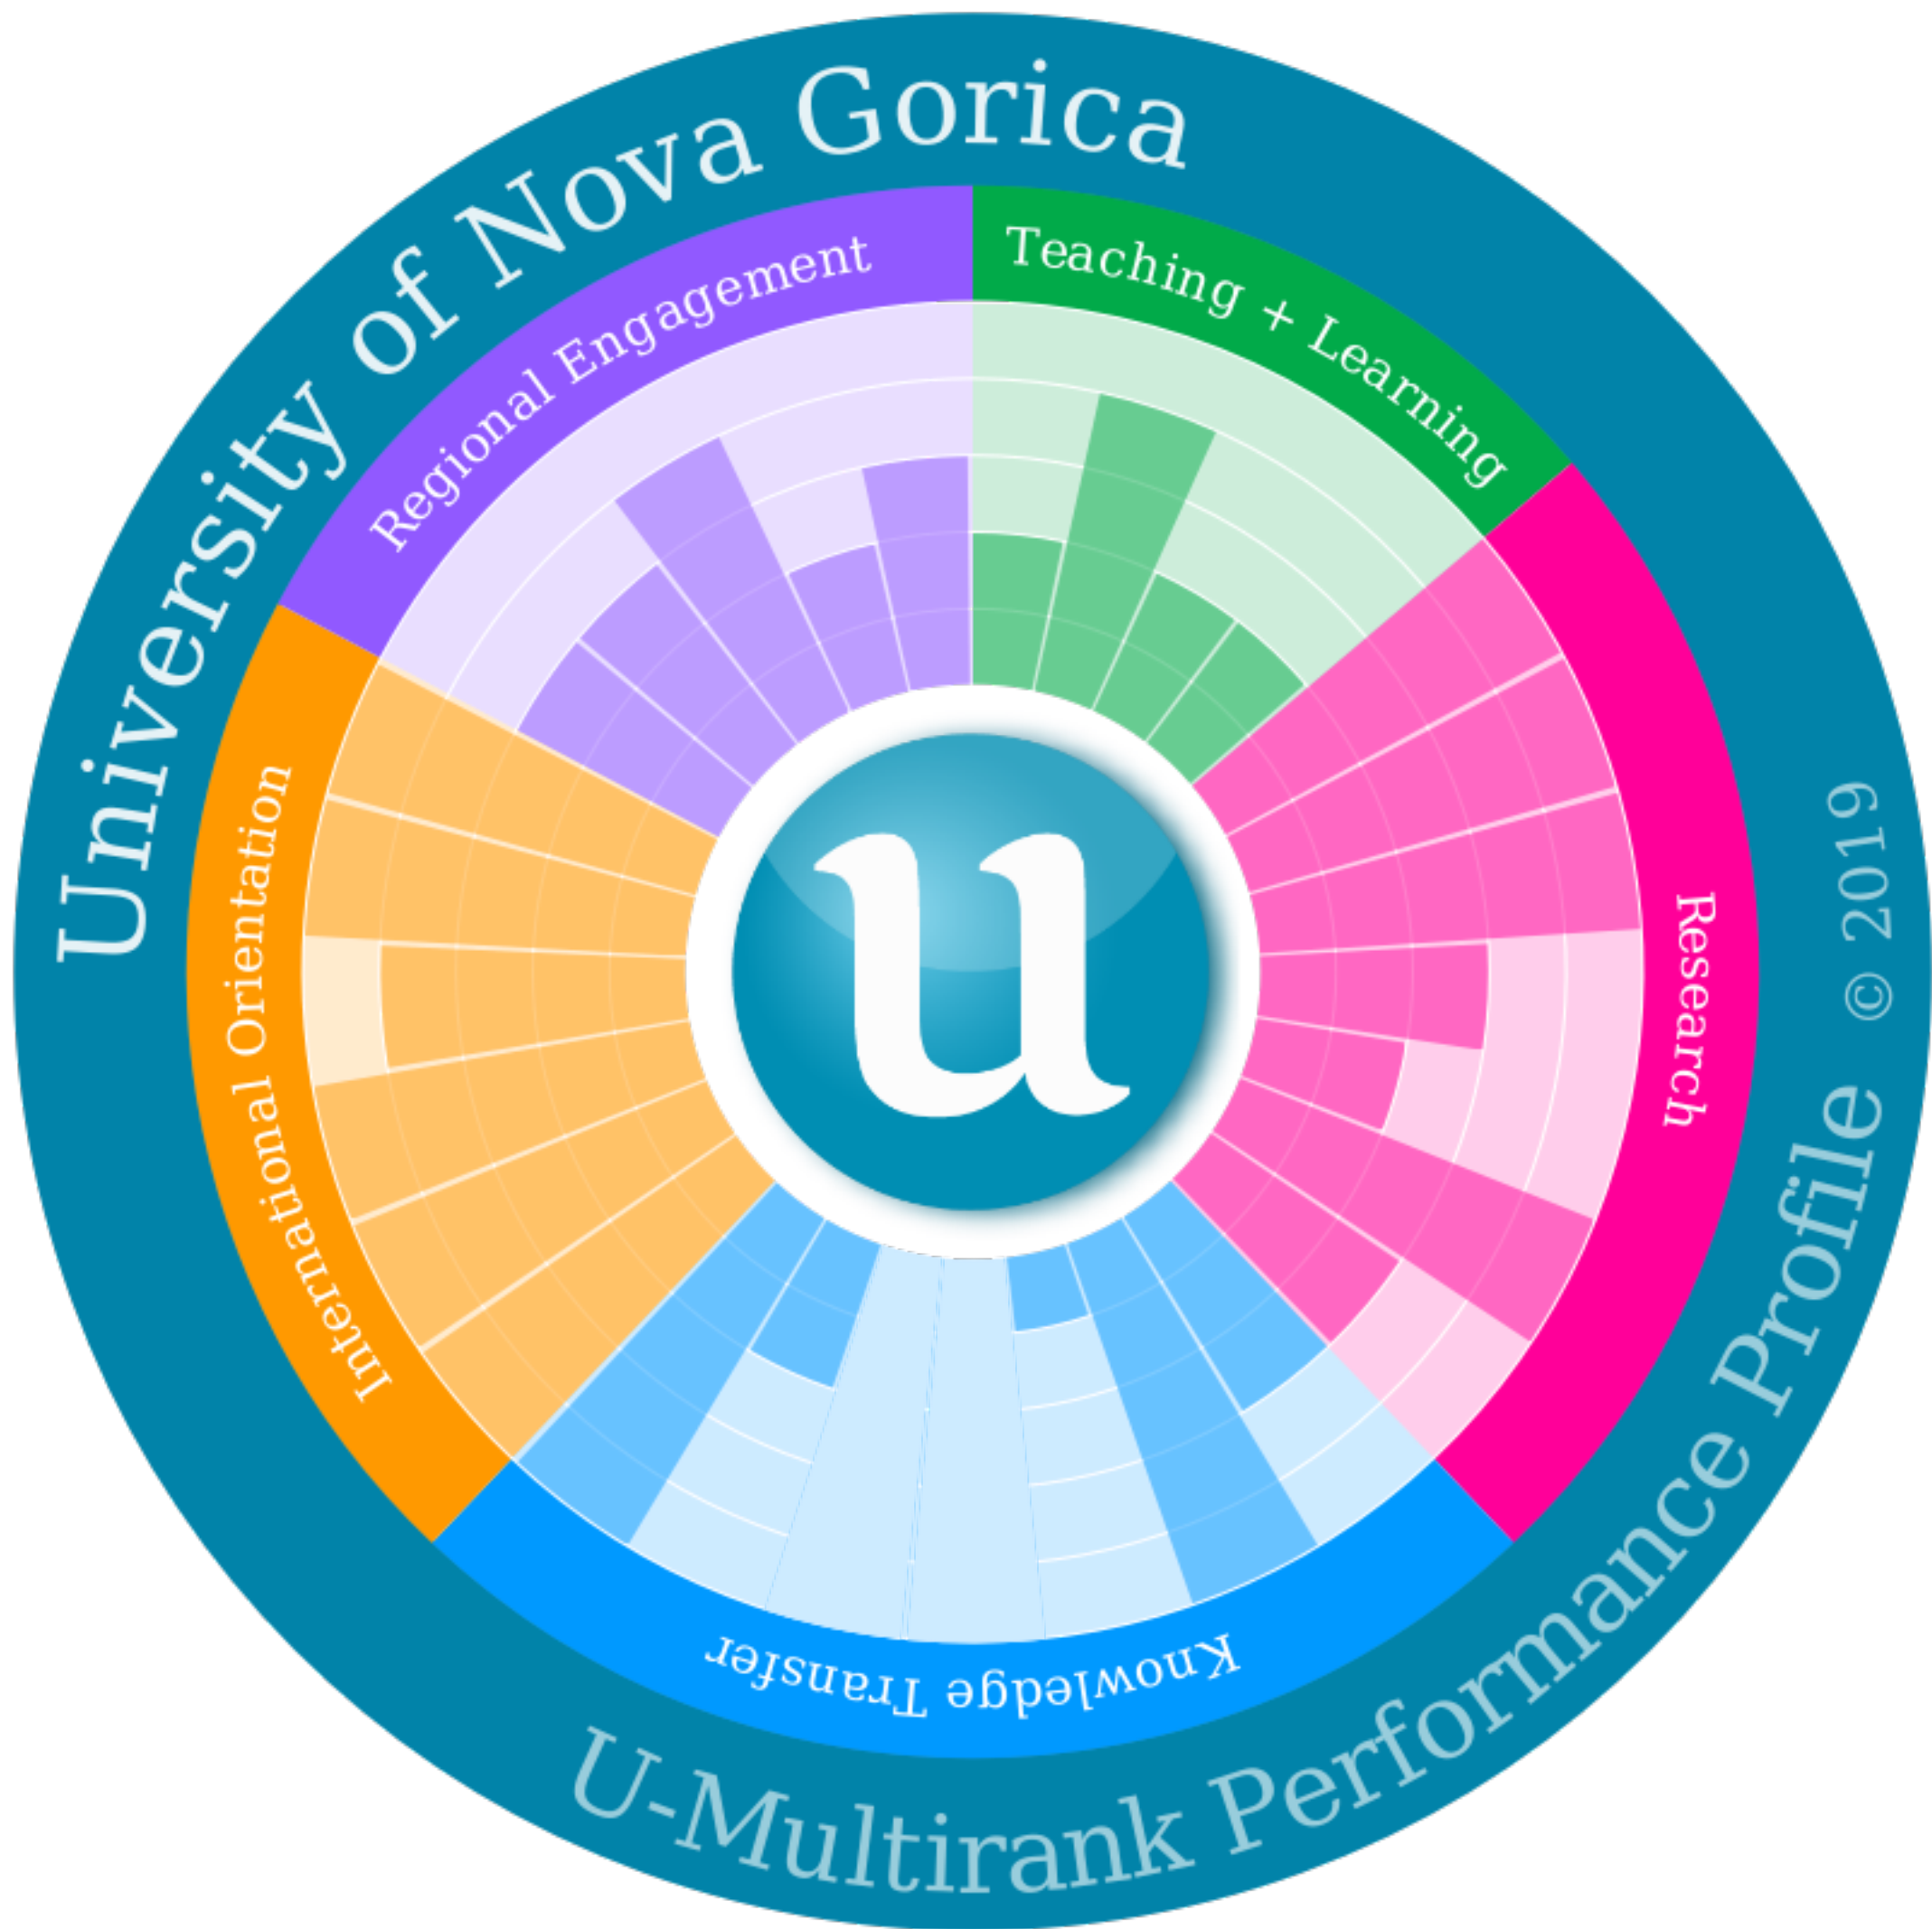 University of Nova Gorica
Teaching + Learning
Research
Knowledge Transfer
International Orientation
Regional Engagement
u
U-Multirank Performance Profile © 2019